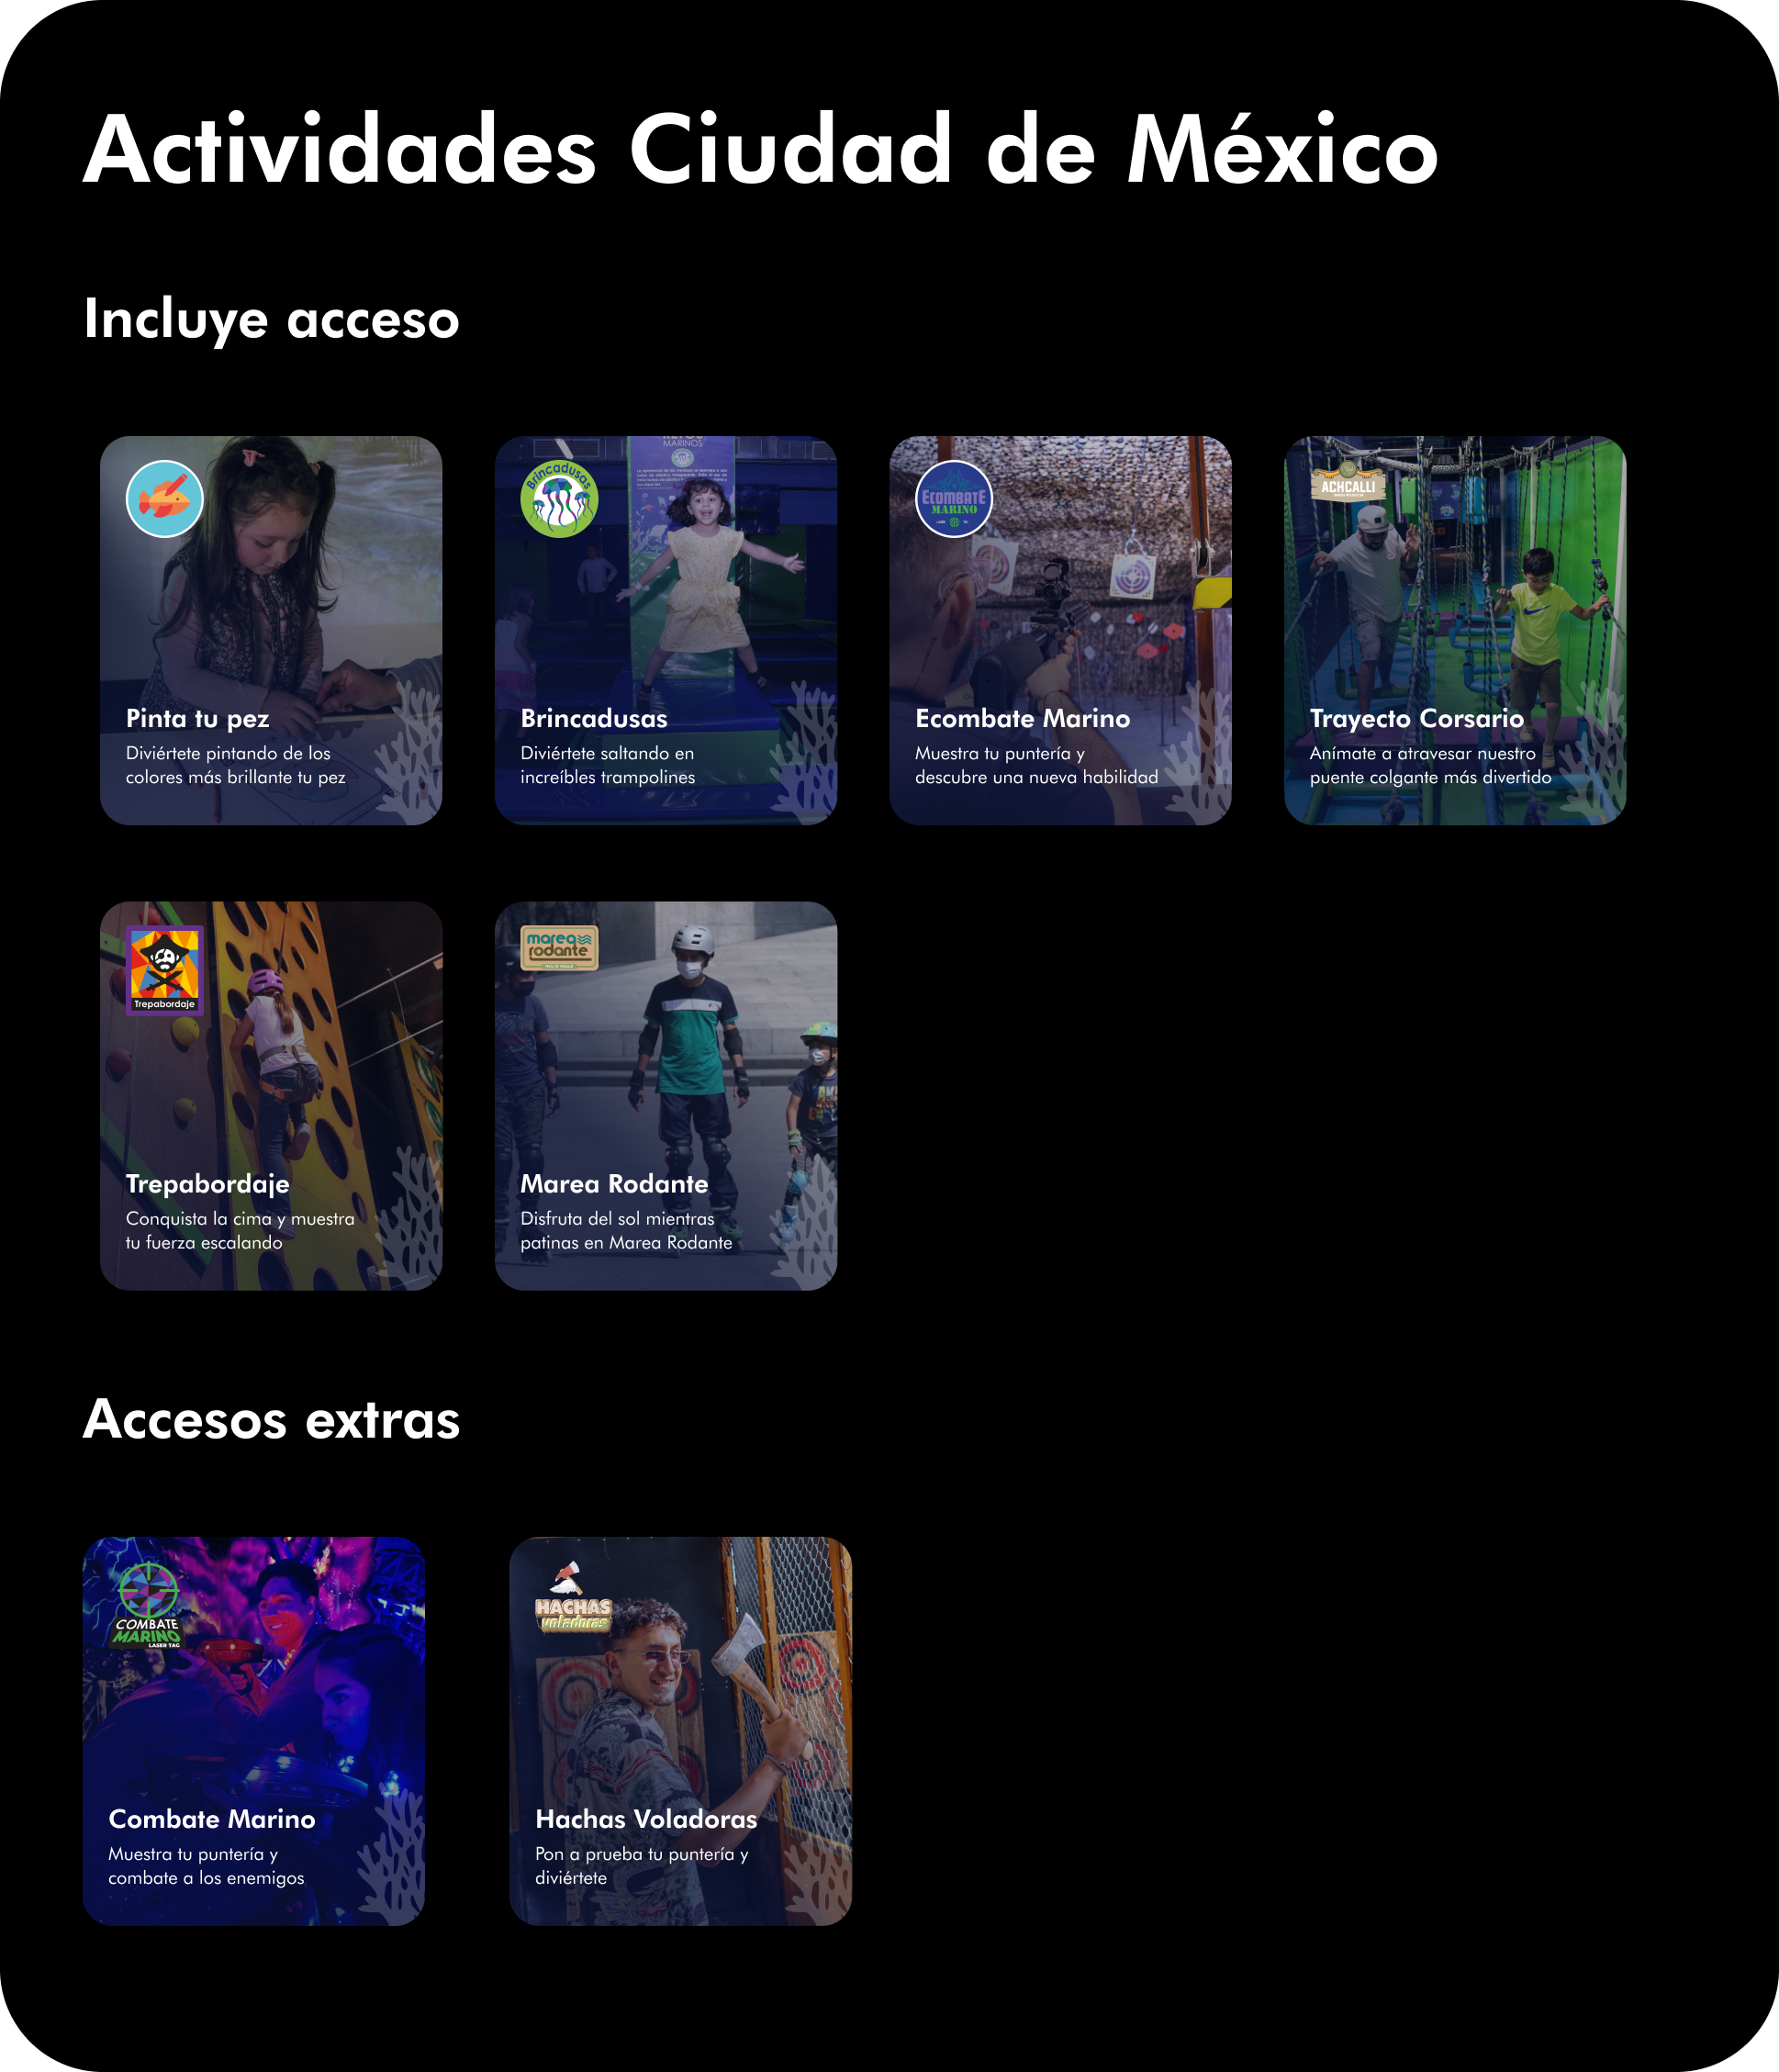 Actividades Ciudad de México
Incluye acceso
Brincadusas
RETOS
MARINOS
ECOMBATE
MARINO
ACHCALLI
Pinta tu pez
Diviértete pintando de los
colores más brillante tu pez
Brincadusas
Diviértete saltando en
increíbles trampolines
Ecombate Marino
Muestra tu puntería y
descubre una nueva habilidad
Trayecto Corsario
Anímate a atravesar nuestro
puente colgante más divertido
Trepabordaje
marea
rodante
Trepabordaje
Conquista la cima y muestra
tu fuerza escalando
Marea Rodante
Disfruta del sol mientras
patinas en Marea Rodante
Accesos extras
COMBATE
MARINO
LASER TAG
HACHAS
voladoras
Combate Marino
Muestra tu puntería y
combate a los enemigos
Hachas Voladoras
Pon a prueba tu puntería y
diviértete